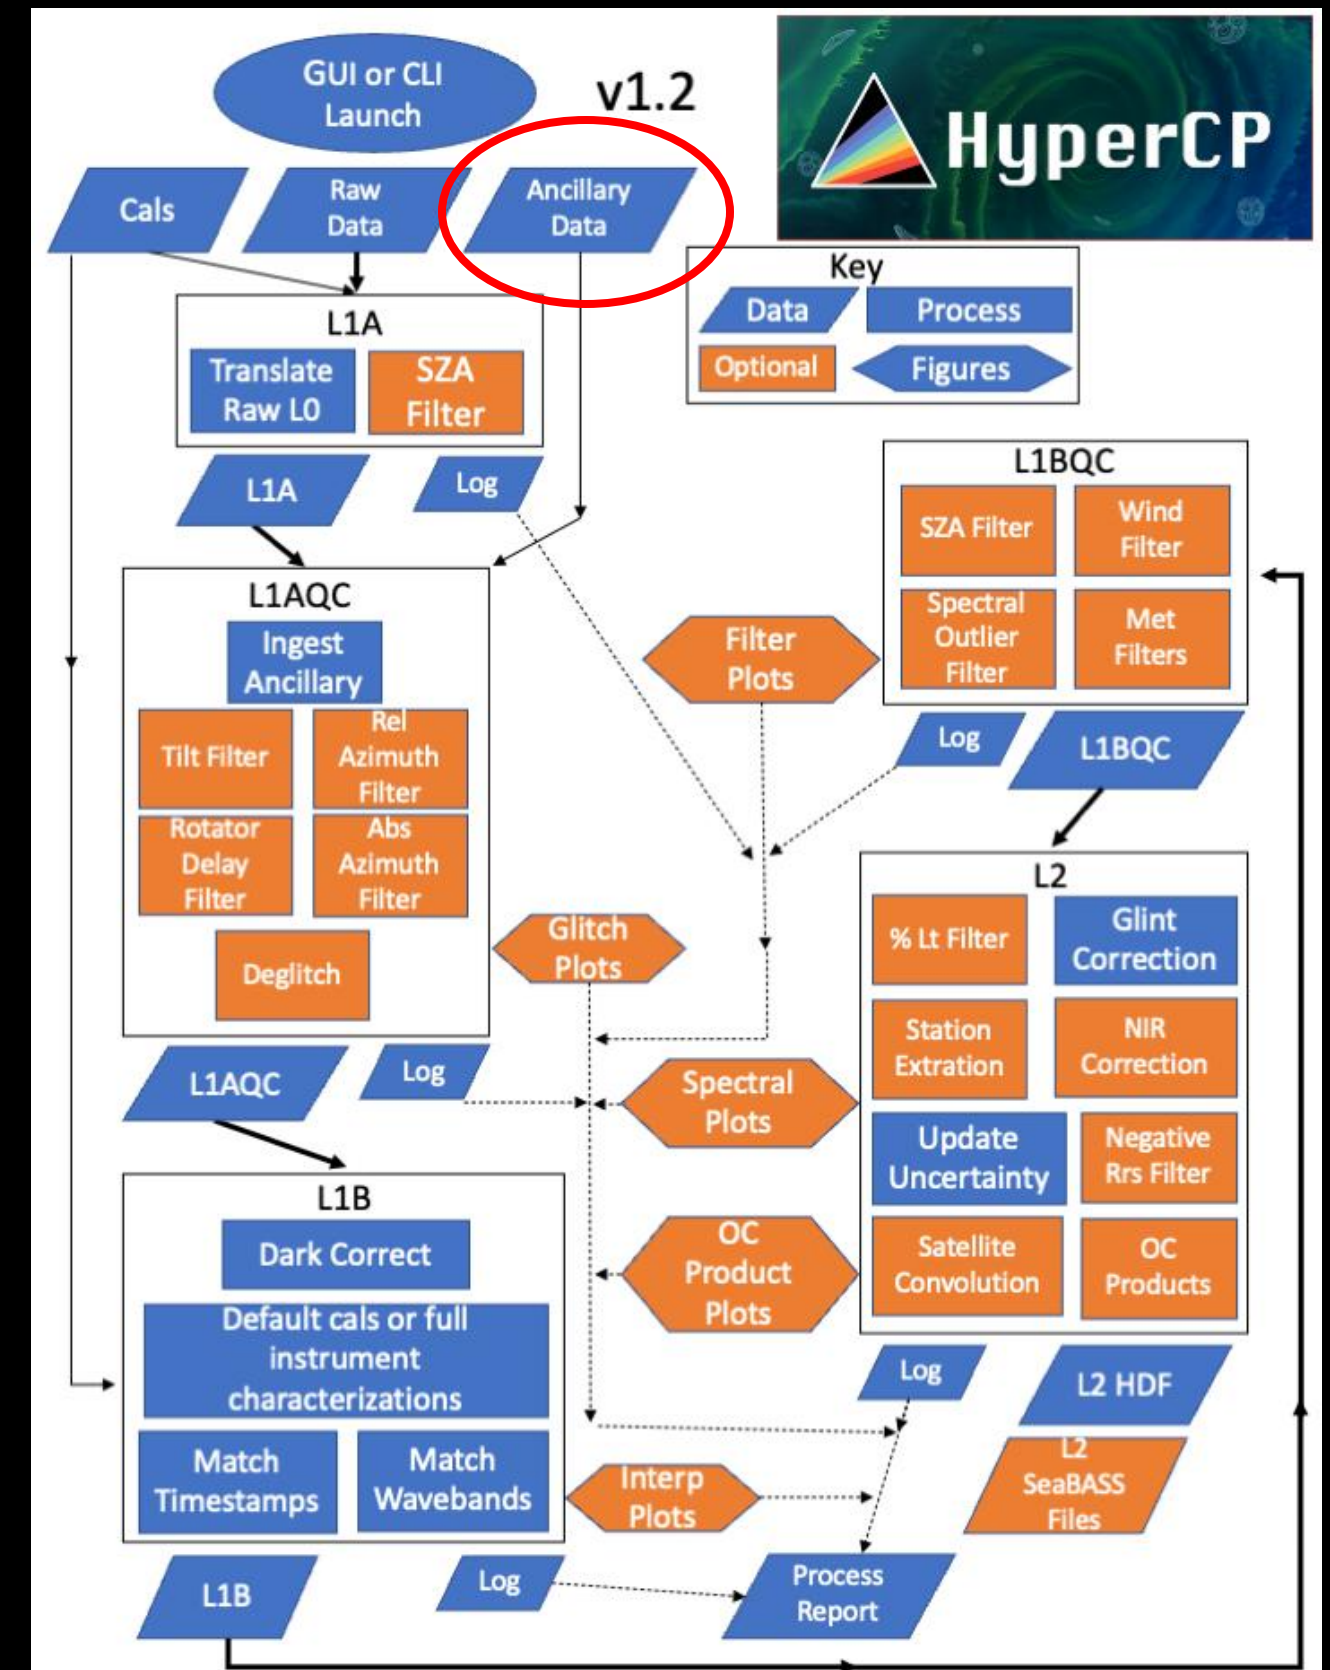 GUI or CLI
Launch
v1.2
HyperCP
Cals
Raw
Data
Ancillary
Data
Key
Data
Process
Optional
Figures
L1A
Translate
Raw L0
SZA
Filter
L1A
Log
L1AQC
Ingest
Ancillary
Tilt Filter
Rel
Azimuth
Filter
Rotator
Delay
Filter
Abs
Azimuth
Filter
Deglitch
Glitch
Plots
L1AQC
Log
L1B
Dark Correct
Default cals or full
instrument
characterizations
Match
Timestamps
Match
Wavebands
Interp
Plots
L1B
Log
L1BQC
SZA Filter
Wind
Filter
Spectral
Outlier
Filter
Met
Filters
Filter
Plots
Log
L1BQC
L2
% Lt Filter
Glint
Correction
Station
Extration
NIR
Correction
Update
Uncertainty
Negative
Rrs Filter
Satellite
Convolution
OC
Products
Spectral
Plots
OC
Product
Plots
Log
L2 HDF
L2
SeaBASS
Files
Process
Report